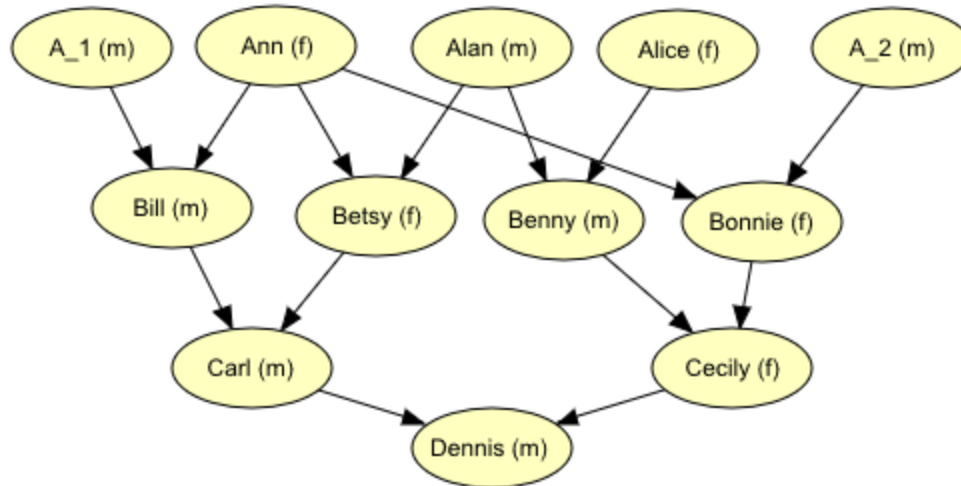 A_1 (m)
Ann (f)
Alan (m)
Alice (f)
A_2 (m)
Bill (m)
Betsy (f)
Benny (m)
Bonnie (f)
Carl (m)
Cecily (f)
Dennis (m)